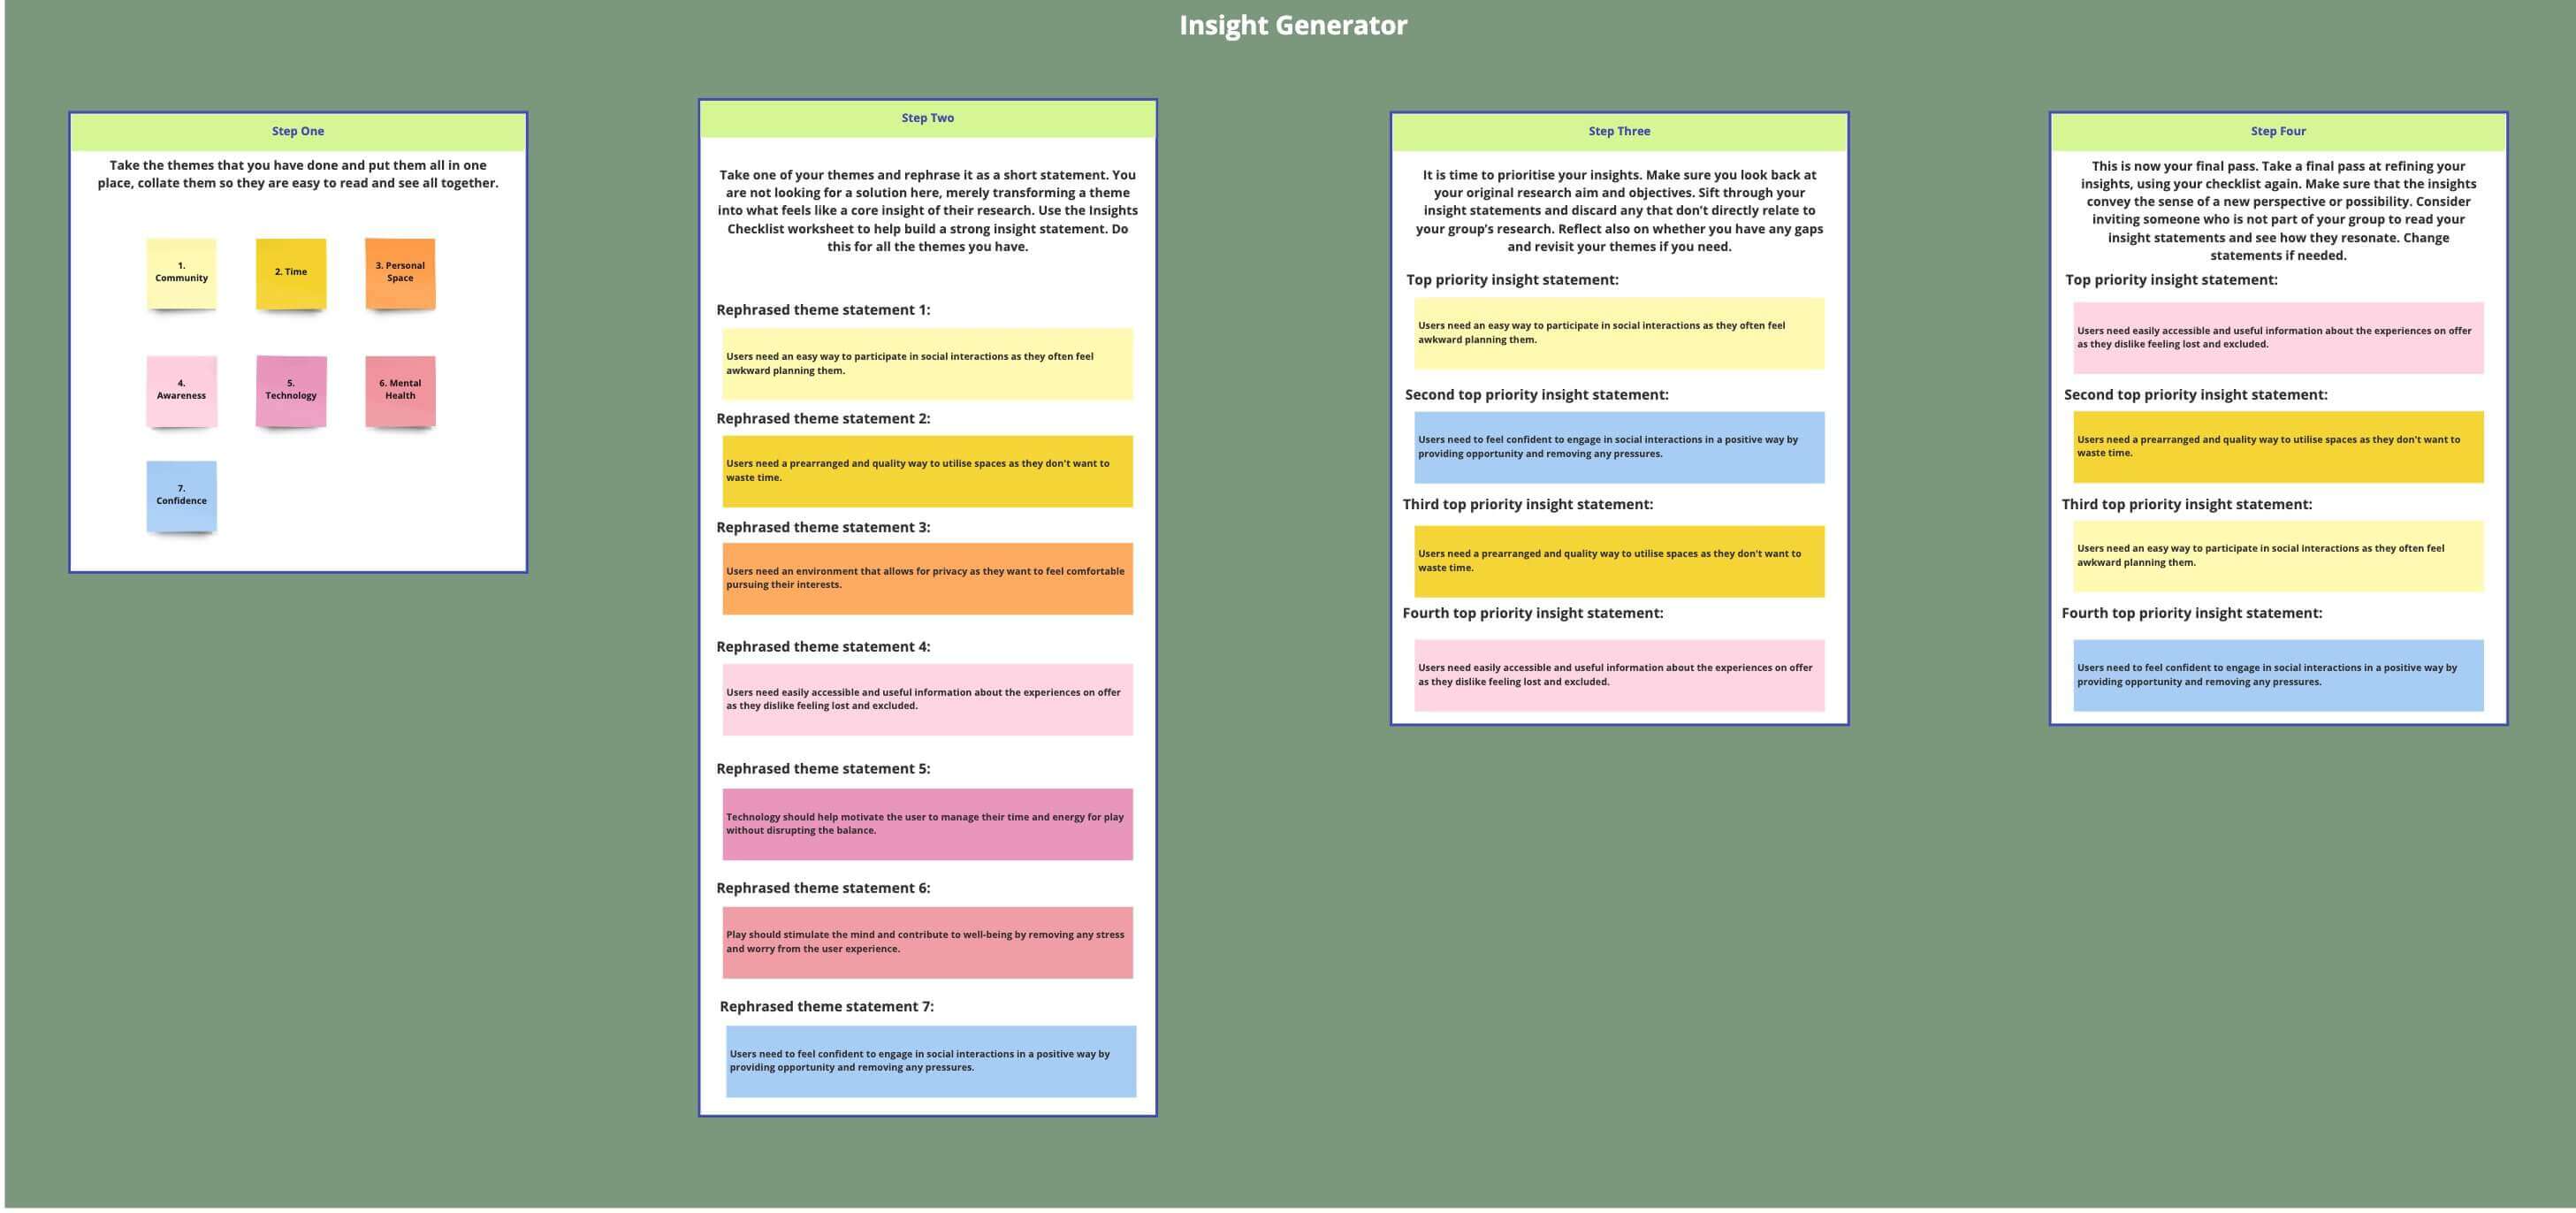 Insight Generator
Step One
Take the themes that you have done and put them all in one
place, collate them so they are easy to read and see all together.
1.
Community
2. Time
3. Personal
Space
4.
Awareness
5.
Technology
6. Mental
Health
7.
Confidence
Step Two
Take one of your themes and rephrase it as a short statement. You
are not looking for a solution here, merely transforming a theme
into what feels like a core insight of their research. Use the Insights
Checklist worksheet to help build a strong insight statement. Do
this for all the themes you have.
Rephrased theme statement 1:
Users need an easy way to participate in social interactions as they often feel
awkward planning them.
Rephrased theme statement 2:
Users need a prearranged and quality way to utilise spaces as they don't want to
waste time.
Rephrased theme statement 3:
Users need an environment that allows for privacy as they want to feel comfortable
pursuing their interests.
Rephrased theme statement 4:
Users need easily accessible and useful information about the experiences on offer
as they dislike feeling lost and excluded.
Rephrased theme statement 5:
Technology should help motivate the user to manage their time and energy for play
without disrupting the balance.
Rephrased theme statement 6:
Play should stimulate the mind and contribute to well-being by removing any stress
and worry from the user experience.
Rephrased theme statement 7:
Users need to feel confident to engage in social interactions in a positive way by
providing opportunity and removing any pressures.
Step Three
It is time to prioritise your insights. Make sure you look back at
your original research aim and objectives. Sift through your
insight statements and discard any that don't directly relate to
your group's research. Reflect also on whether you have any gaps
and revisit your themes if you need.
Top priority insight statement:
Users need an easy way to participate in social interactions as they often feel
awkward planning them.
Second top priority insight statement:
Users need to feel confident to engage in social interactions in a positive way by
providing opportunity and removing any pressures.
Third top priority insight statement:
Users need a prearranged and quality way to utilise spaces as they don't want to
waste time.
Fourth top priority insight statement:
Users need easily accessible and useful information about the experiences on offer
as they dislike feeling lost and excluded.
Step Four
This is now your final pass. Take a final pass at refining your
insights, using your checklist again. Make sure that the insights
convey the sense of a new perspective or possibility. Consider
inviting someone who is not part of your group to read your
insight statements and see how they resonate. Change
statements if needed.
Top priority insight statement:
Users need easily accessible and useful information about the experiences on offer
as they dislike feeling lost and excluded.
Second top priority insight statement:
Users need a prearranged and quality way to utilise spaces as they don't want to
waste time.
Third top priority insight statement:
Users need an easy way to participate in social interactions as they often feel
awkward planning them.
Fourth top priority insight statement:
Users need to feel confident to engage in social interactions in a positive way by
providing opportunity and removing any pressures.